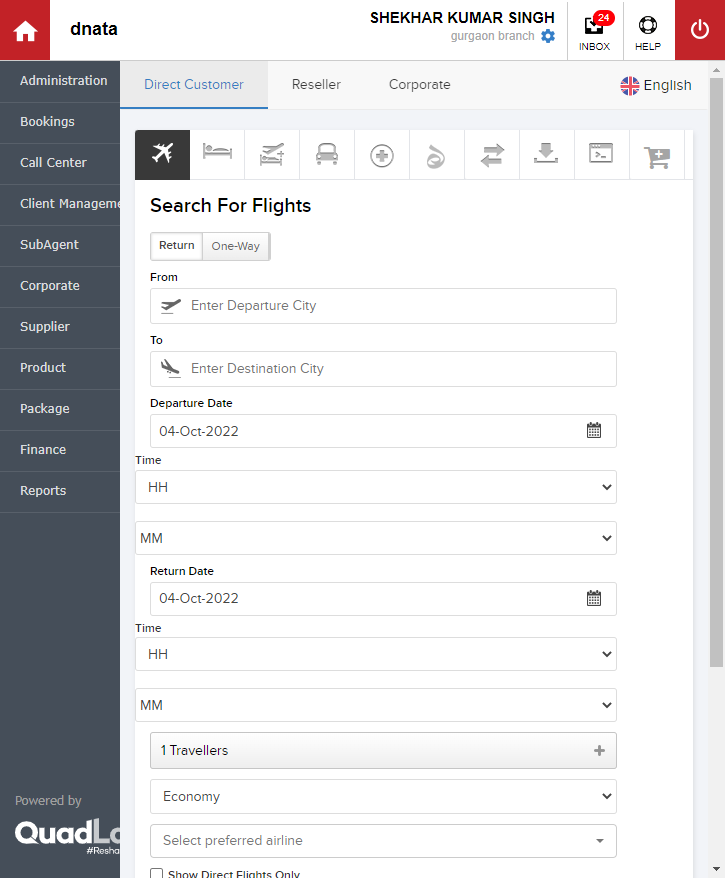 dnata
SHEKHAR KUMAR SINGH
gurgaon branch
24
INBOX
HELP
Administration
Bookings
Call Center
Client Manageme
SubAgent
Corporate
Supplier
Product
Package
Finance
Reports
Powered by
QuadLa
#Resha
Direct Customer
Reseller
Corporate
English
Search For Flights
Return
One-Way
From
Enter Departure City
To
Enter Destination City
Departure Date
04-Oct-2022
Time
HH
MM
Return Date
04-Oct-2022
Time
HH
MM
1 Travellers
Economy
Select preferred airline
Show Direct Flights Only